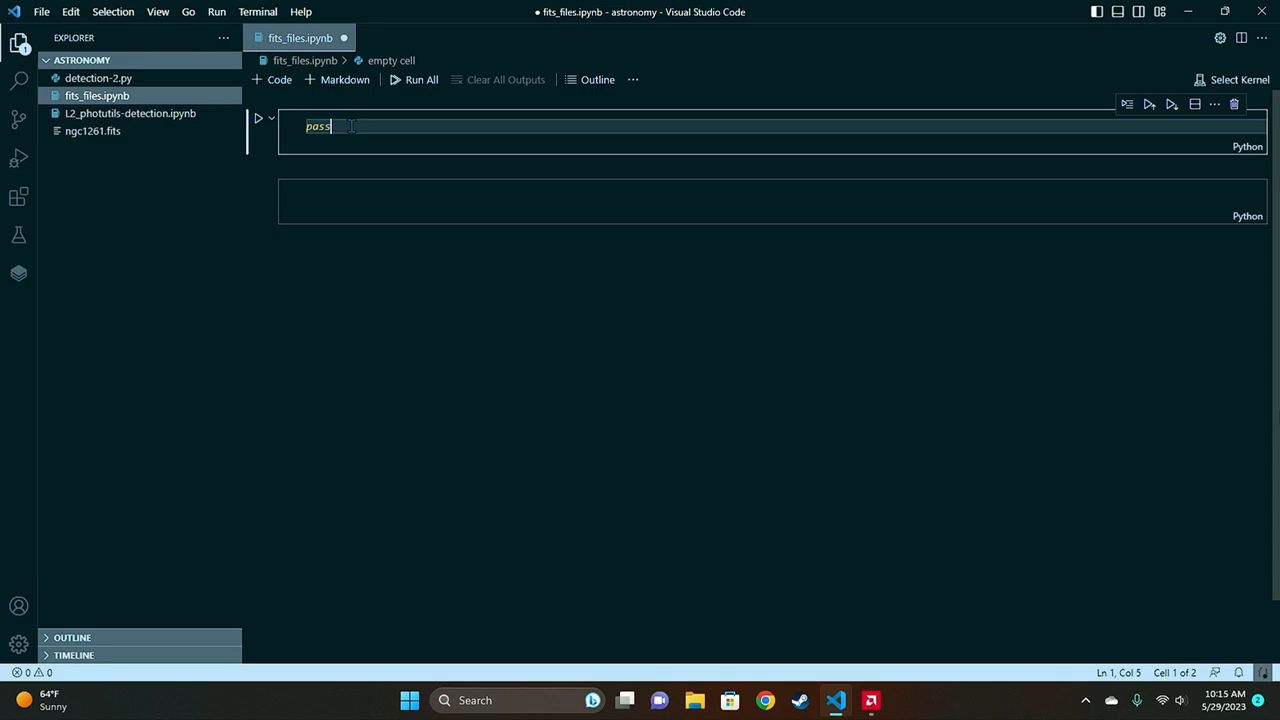 File Edit Selection View Go Run Terminal Help
● fits_files.ipynb - astronomy - Visual Studio Code
EXPLORER
fits_files.ipynb
ASTRONOMY
fits_files.ipynb > empty cell
detection-2.py
+ Code + Markdown Run All Clear All Outputs Outline ...
Select Kernel
fits_files.ipynb
L2_photutils-detection.ipynb
ngc1261.fits
pass
Python
Python
1
OUTLINE
TIMELINE
0 0
Ln 1, Col 5 Cell 1 of 2
64°F
Sunny
Search
10:15 AM
5/29/2023
2